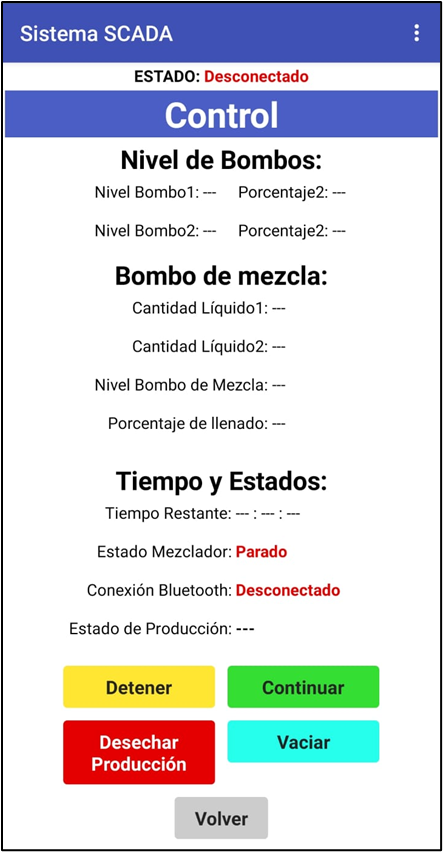 Sistema SCADA
ESTADO: Desconectado
Control
Nivel de Bombos:
Nivel Bombo1: --- Porcentaje2: ---
Nivel Bombo2: --- Porcentaje2: ---
Bombo de mezcla:
Cantidad Líquido1: ---
Cantidad Líquido2: ---
Nivel Bombo de Mezcla: ---
Porcentaje de llenado: ---
Tiempo y Estados:
Tiempo Restante: --- : --- : ---
Estado Mezclador: Parado
Conexión Bluetooth: Desconectado
Estado de Producción: ---
Detener Continuar
Desechar
Producción
Vaciar
Volver